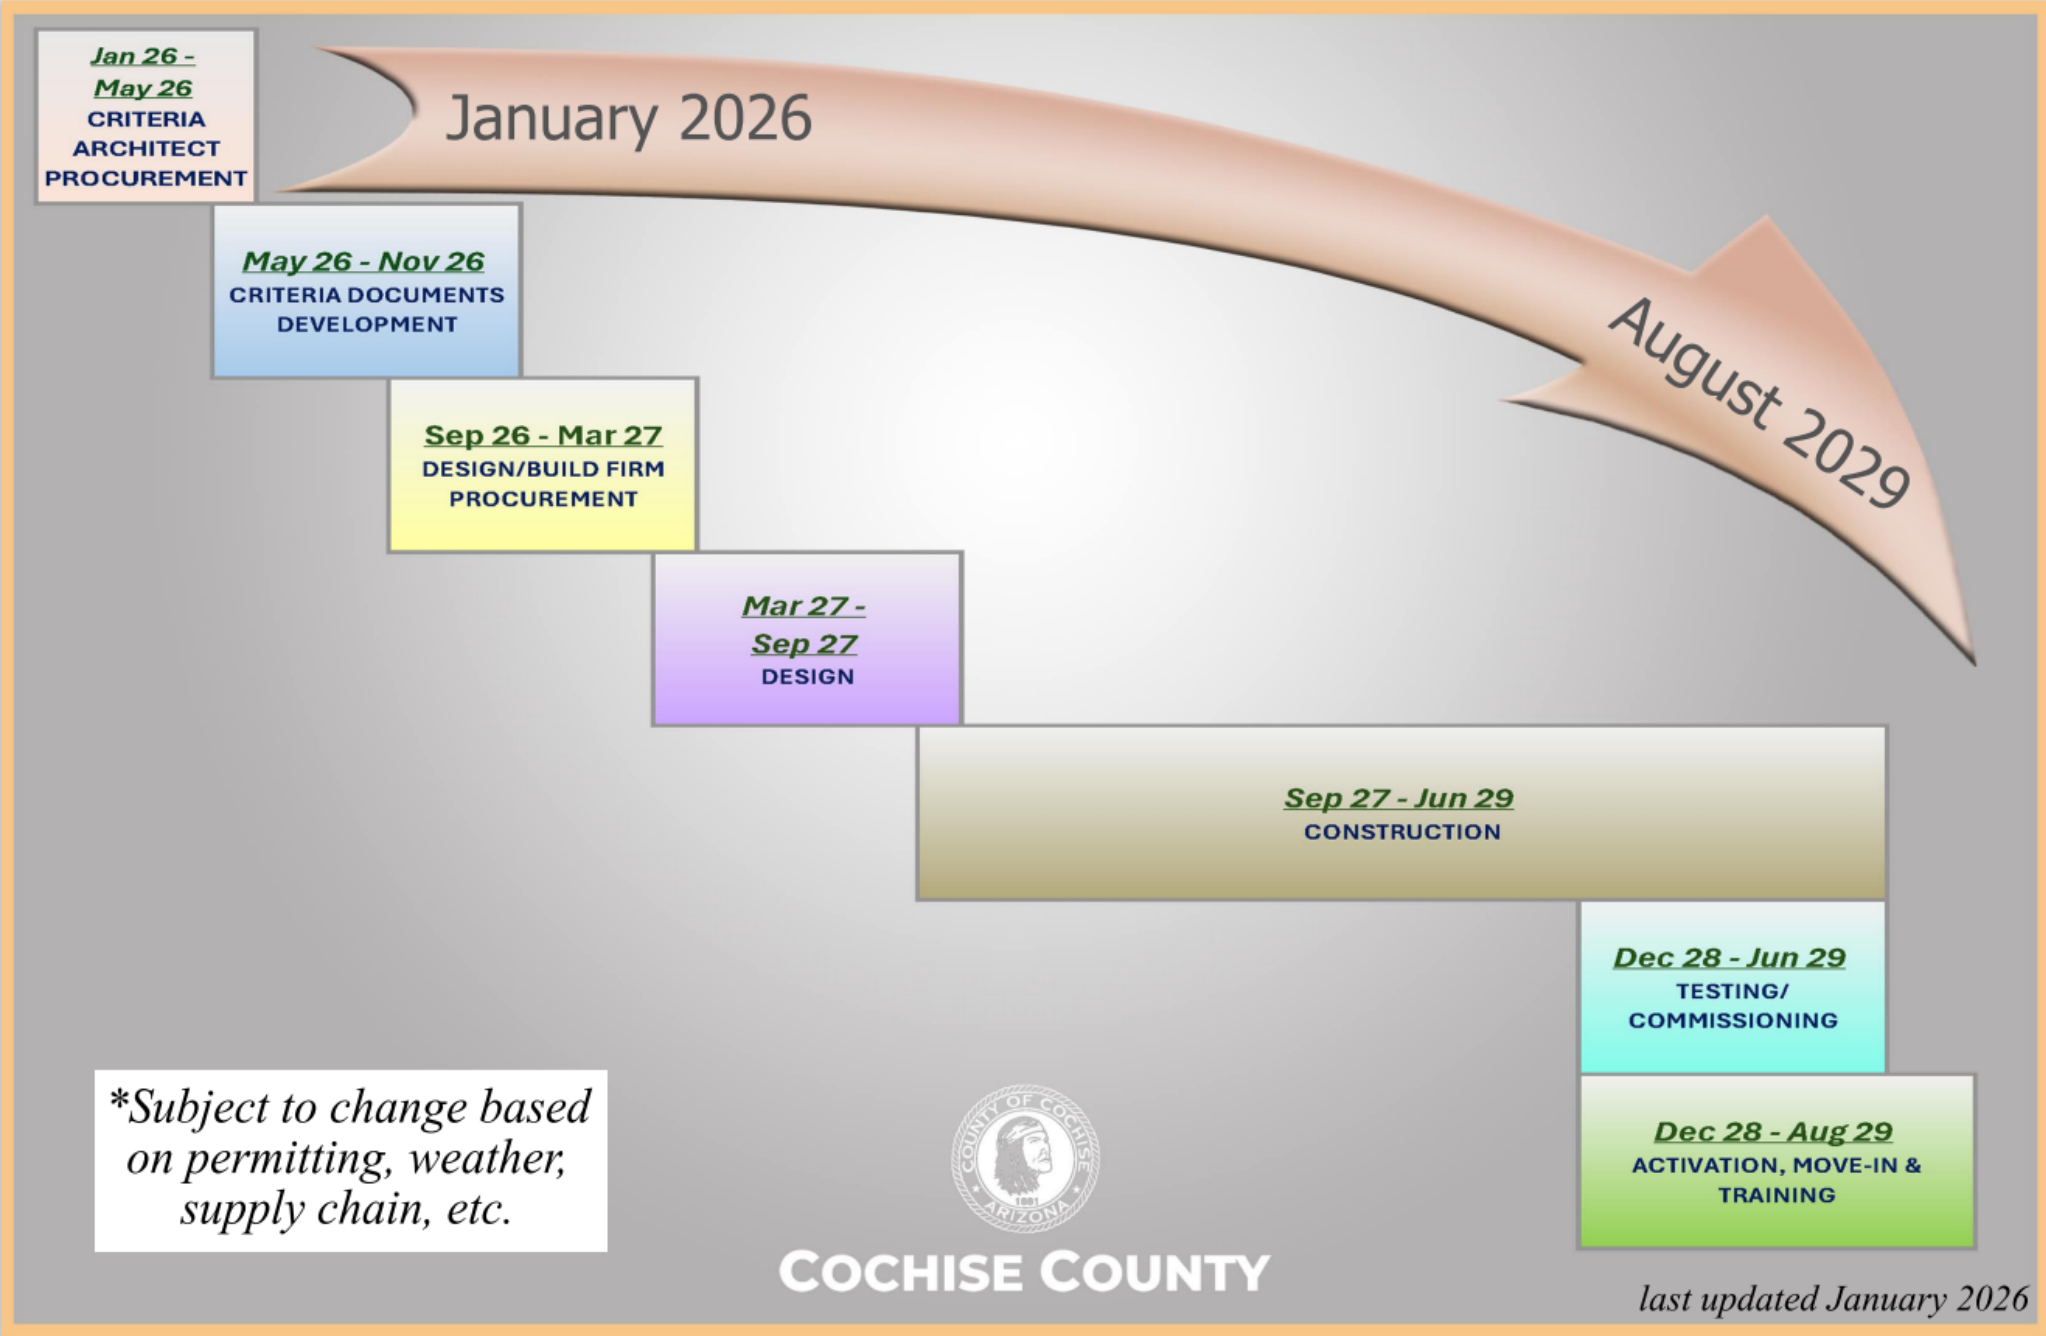 Jan 26 -
May 26
CRITERIA
ARCHITECT
PROCUREMENT
January 2026
August 2029
May 26 - Nov 26
CRITERIA DOCUMENTS
DEVELOPMENT
Sep 26 - Mar 27
DESIGN/BUILD FIRM
PROCUREMENT
Mar 27 -
Sep 27
DESIGN
Sep 27 - Jun 29
CONSTRUCTION
Dec 28 - Jun 29
TESTING/
COMMISSIONING
Dec 28 - Aug 29
ACTIVATION, MOVE-IN &
TRAINING
*Subject to change based
on permitting, weather,
supply chain, etc.
COUNTY OF COCHISE
1881
ARIZONA
COCHISE COUNTY
last updated January 2026